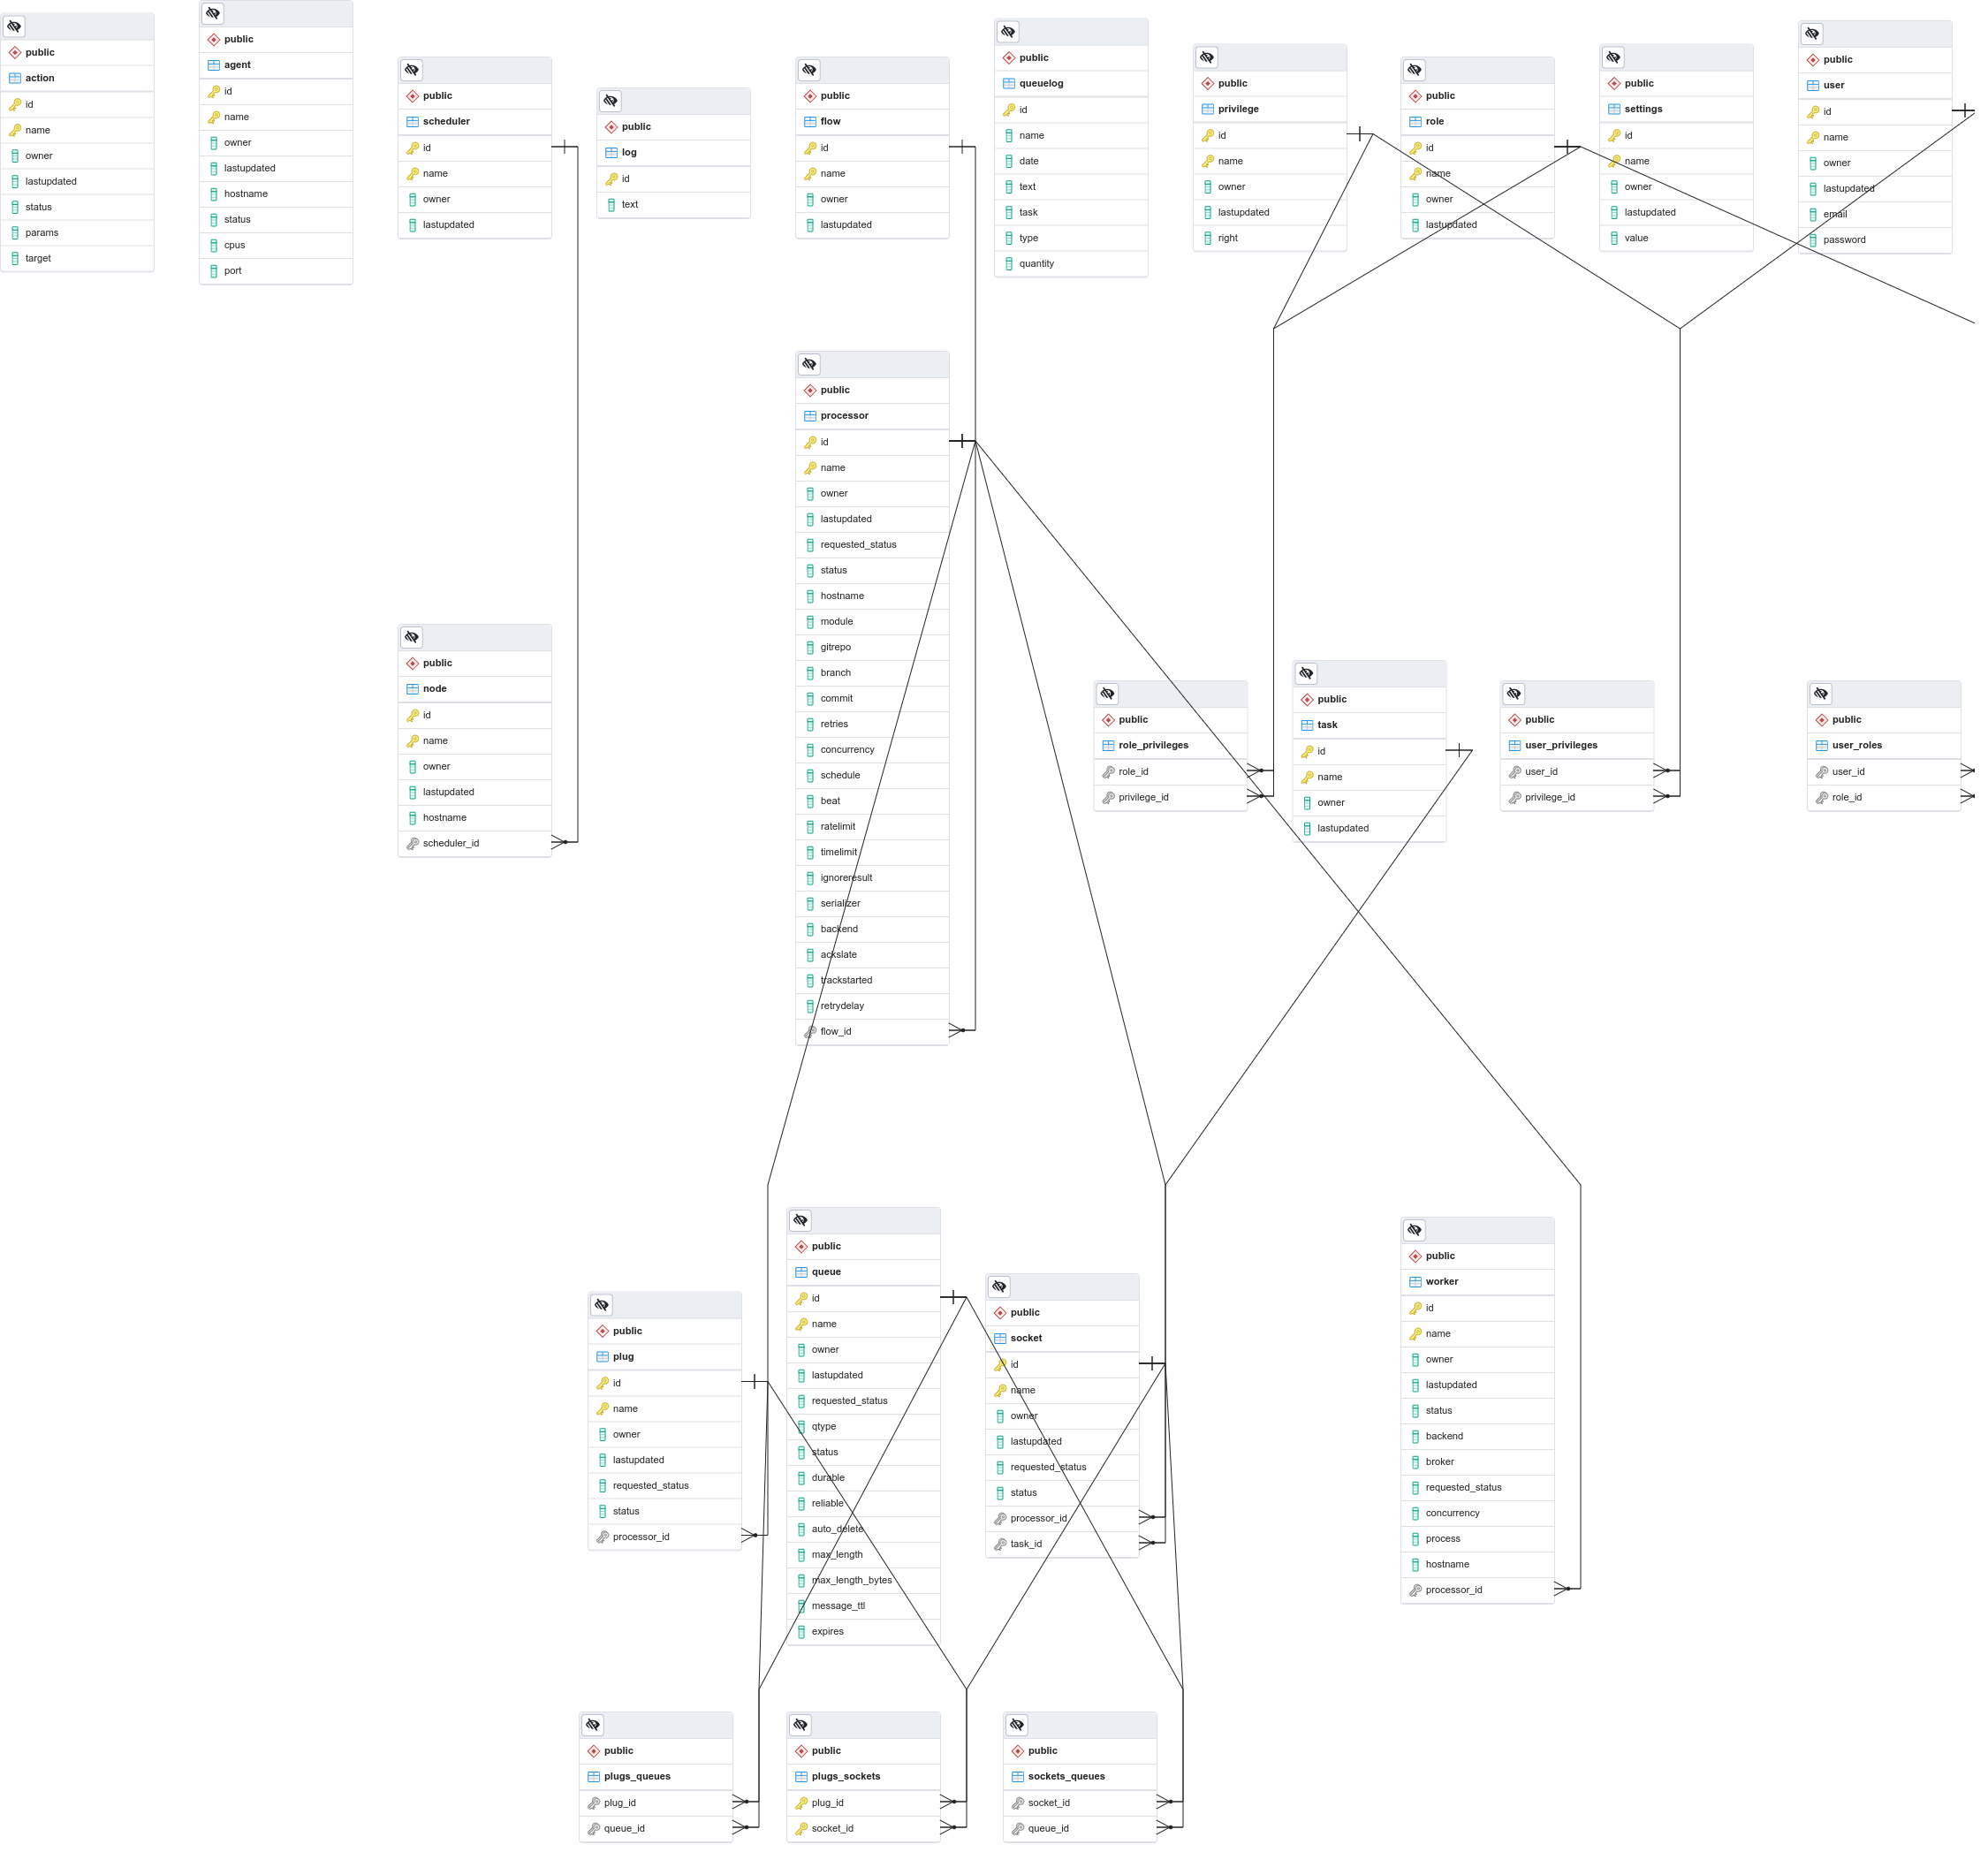 public
action
id
name
owner
lastupdated
status
params
target
public
agent
id
name
owner
lastupdated
hostname
status
cpus
port
public
scheduler
id
name
owner
lastupdated
public
log
id
text
public
flow
id
name
owner
lastupdated
public
queuelog
id
name
date
text
task
type
quantity
public
privilege
id
name
owner
lastupdated
right
public
role
id
name
owner
lastupdated
public
settings
id
name
owner
lastupdated
value
public
user
id
name
owner
lastupdated
email
password
public
processor
id
name
owner
lastupdated
requested_status
status
hostname
module
gitrepo
branch
commit
retries
concurrency
schedule
beat
ratelimit
timelimit
ignoreresult
serializer
backend
ackslate
trackstarted
retrydelay
flow_id
public
node
id
name
owner
lastupdated
hostname
scheduler_id
public
role_privileges
role_id
privilege_id
public
task
id
name
owner
lastupdated
public
user_privileges
user_id
privilege_id
public
user_roles
user_id
role_id
public
plug
id
name
owner
lastupdated
requested_status
status
processor_id
public
queue
id
name
owner
lastupdated
requested_status
qtype
status
durable
reliable
auto_delete
max_length
max_length_bytes
message_ttl
expires
public
socket
id
name
owner
lastupdated
requested_status
status
processor_id
task_id
public
worker
id
name
owner
lastupdated
status
backend
broker
requested_status
concurrency
process
hostname
processor_id
public
plugs_queues
plug_id
queue_id
public
plugs_sockets
plug_id
socket_id
public
sockets_queues
socket_id
queue_id